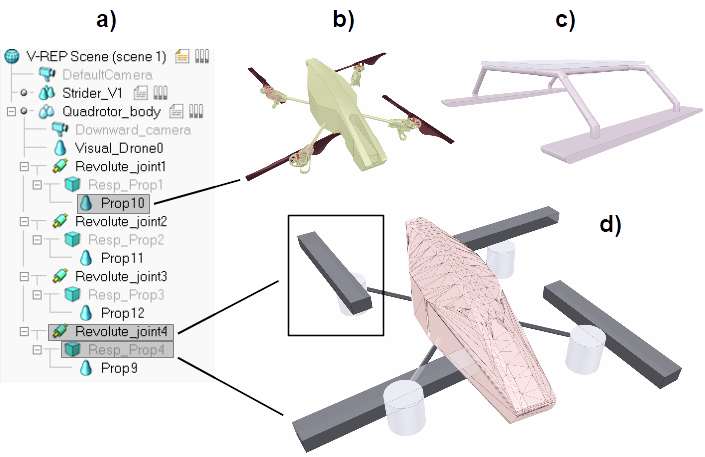 a)
b)
c)
V-REP Scene (scene 1)
DefaultCamera
Strider_V1
Quadrotor_body
Downward_camera
Visual_Drone0
Revolute_joint1
Resp_Prop1
Prop10
Revolute_joint2
Resp_Prop2
Prop11
Revolute_joint3
Resp_Prop3
Prop12
Revolute_joint4
Resp_Prop4
Prop9
d)